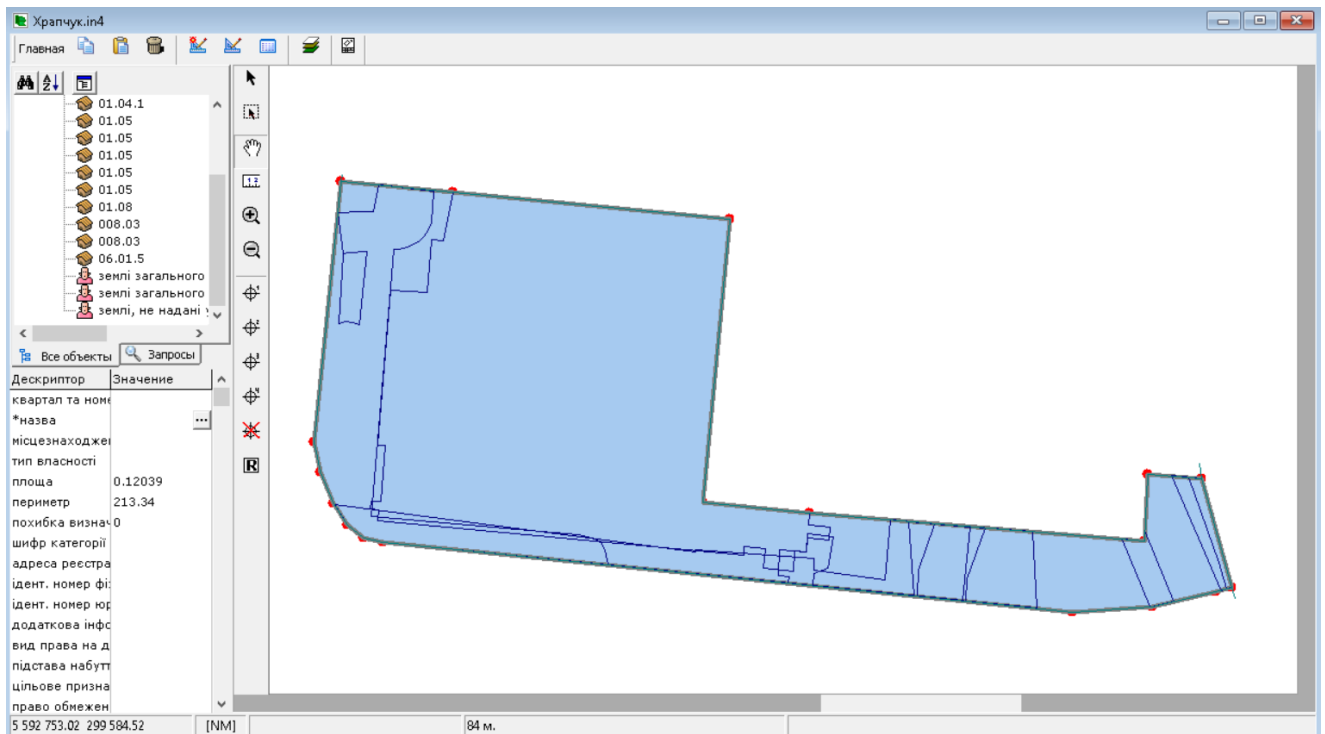 Храпчук.in4
Главная
01.04.1
01.05
01.05
01.05
01.05
01.05
01.08
008.03
008.03
06.01.5
землі загального
землі загального
землі, не надані
Все объекты Запросы
Дескриптор Значение
квартал та номе
*назва ...
місцезнаходже
тип власності
площа 0.12039
периметр 213.34
похибка визнач 0
шифр категорії
адреса реєстра
ідент. номер фі
ідент. номер юр
додаткова інфо
вид права на д
підстава набутт
цільове призна
право обмежен
5 592 753.02 299 584.52 [NM] 84 м.